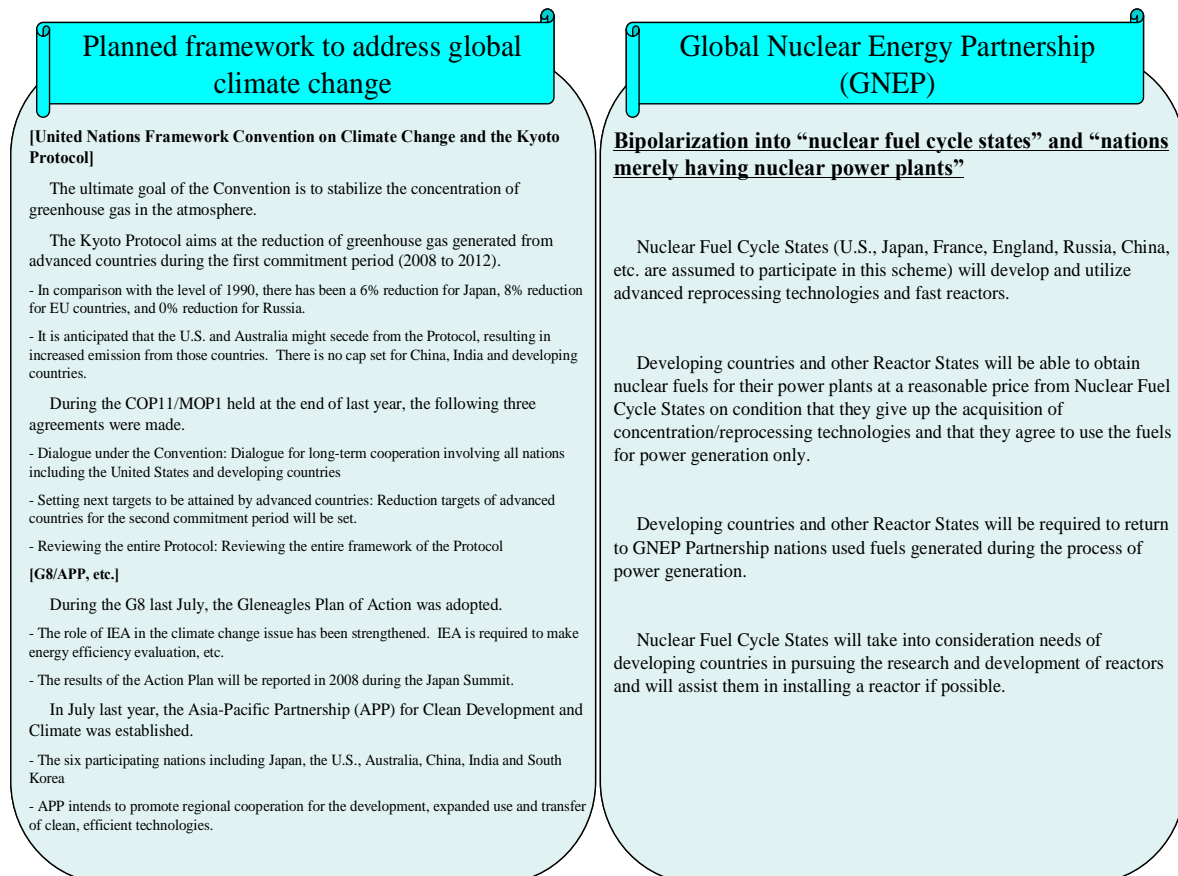 Planned framework to address global
climate change
[United Nations Framework Convention on Climate Change and the Kyoto
Protocol]
The ultimate goal of the Convention is to stabilize the concentration of
greenhouse gas in the atmosphere.
The Kyoto Protocol aims at the reduction of greenhouse gas generated from
advanced countries during the first commitment period (2008 to 2012).
- In comparison with the level of 1990, there has been a 6% reduction for Japan, 8% reduction
for EU countries, and 0% reduction for Russia.
- It is anticipated that the U.S. and Australia might secede from the Protocol, resulting in
increased emission from those countries.  There is no cap set for China, India and developing
countries.
During the COP11/MOP1 held at the end of last year, the following three
agreements were made.
- Dialogue under the Convention: Dialogue for long-term cooperation involving all nations
including the United States and developing countries
- Setting next targets to be attained by advanced countries: Reduction targets of advanced
countries for the second commitment period will be set.
- Reviewing the entire Protocol: Reviewing the entire framework of the Protocol
[G8/APP, etc.]
During the G8 last July, the Gleneagles Plan of Action was adopted.
- The role of IEA in the climate change issue has been strengthened.  IEA is required to make
energy efficiency evaluation, etc.
- The results of the Action Plan will be reported in 2008 during the Japan Summit.
In July last year, the Asia-Pacific Partnership (APP) for Clean Development and
Climate was established.
- The six participating nations including Japan, the U.S., Australia, China, India and South
Korea
- APP intends to promote regional cooperation for the development, expanded use and transfer
of clean, efficient technologies.
Global Nuclear Energy Partnership
(GNEP)
Bipolarization into “nuclear fuel cycle states” and “nations
merely having nuclear power plants”
Nuclear Fuel Cycle States (U.S., Japan, France, England, Russia, China,
etc. are assumed to participate in this scheme) will develop and utilize
advanced reprocessing technologies and fast reactors.
Developing countries and other Reactor States will be able to obtain
nuclear fuels for their power plants at a reasonable price from Nuclear Fuel
Cycle States on condition that they give up the acquisition of
concentration/reprocessing technologies and that they agree to use the fuels
for power generation only.
Developing countries and other Reactor States will be required to return
to GNEP Partnership nations used fuels generated during the process of
power generation.
Nuclear Fuel Cycle States will take into consideration needs of
developing countries in pursuing the research and development of reactors
and will assist them in installing a reactor if possible.